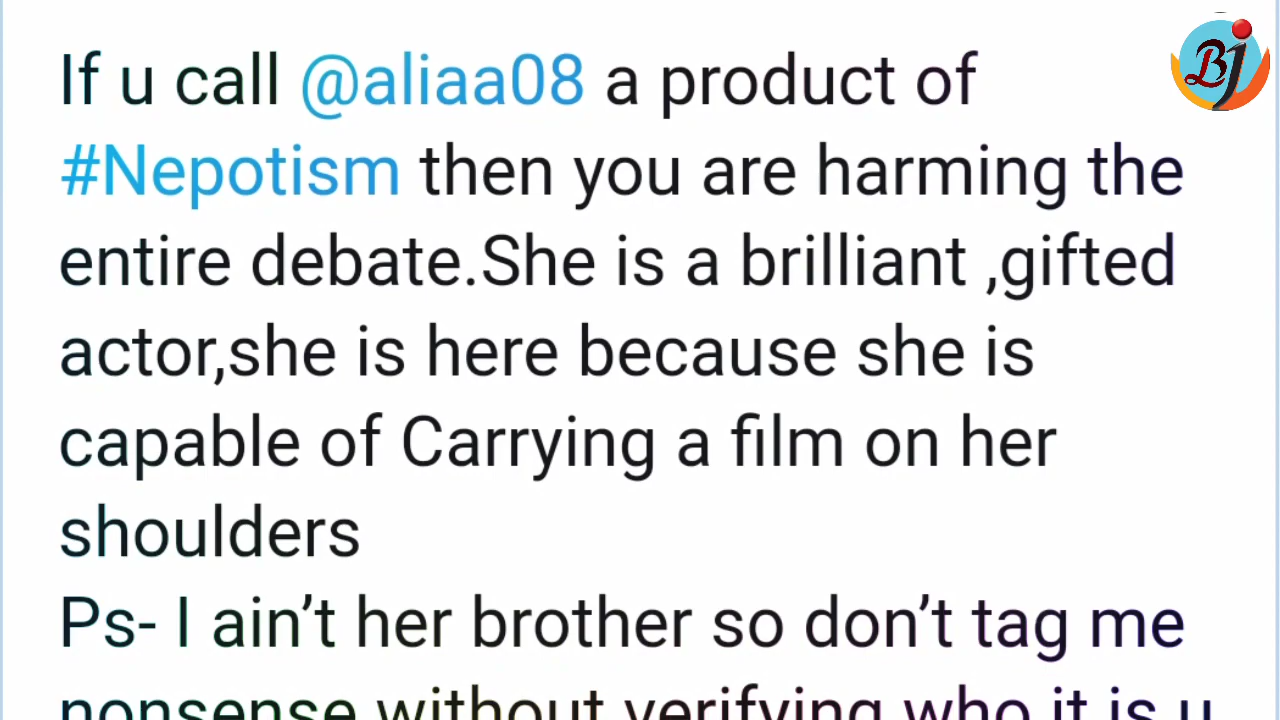 If u call @aliaa08 a product of
#Nepotism then you are harming the
entire debate.She is a brilliant ,gifted
actor,she is here because she is
capable of Carrying a film on her
shoulders
Ps- I ain’t her brother so don’t tag me
nonsense without verifying who it is u
Bj